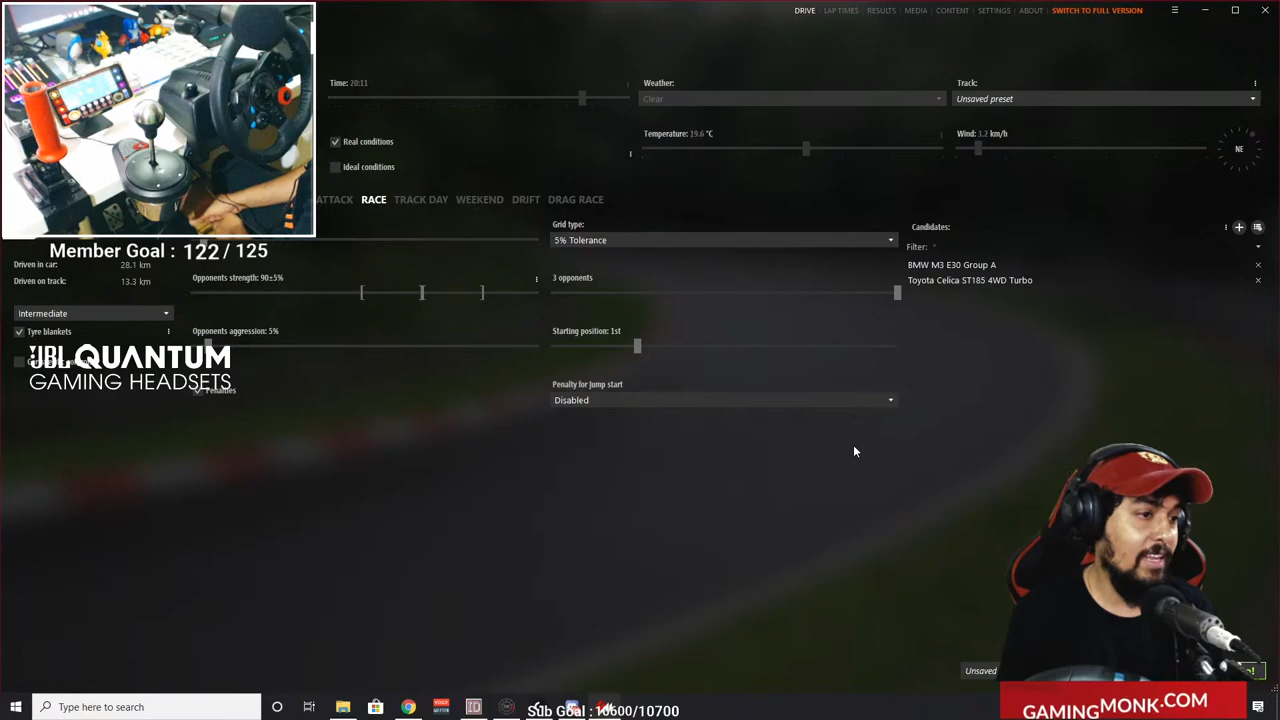 DRIVE LAP TIMES RESULTS MEDIA CONTENT SETTINGS ABOUT SWITCH TO FULL VERSION
Time: 20:11
Weather:
Track:
Clear
Unsaved preset
Real conditions
Temperature: 19.6 °C
Wind: 3.2 km/h
NE
Ideal conditions
ATTACK RACE TRACK DAY WEEKEND DRIFT DRAG RACE
Grid type:
Candidates:
5% Tolerance
Filter:
Member Goal : 122 / 125
Driven in car: 28.1 km
BMW M3 E30 Group A
Driven on track: 13.3 km
Opponents strength: 90±5%
3 opponents
Toyota Celica ST185 4WD Turbo
Intermediate
Tyre blankets
Opponents aggression: 5%
Starting position: 1st
JBL QUANTUM
GAMING HEADSETS
Penalties
Penalty for jump start
Disabled
Unsaved
Type here to search
Sub Goal : 10600/10700
GAMINGMONK.COM